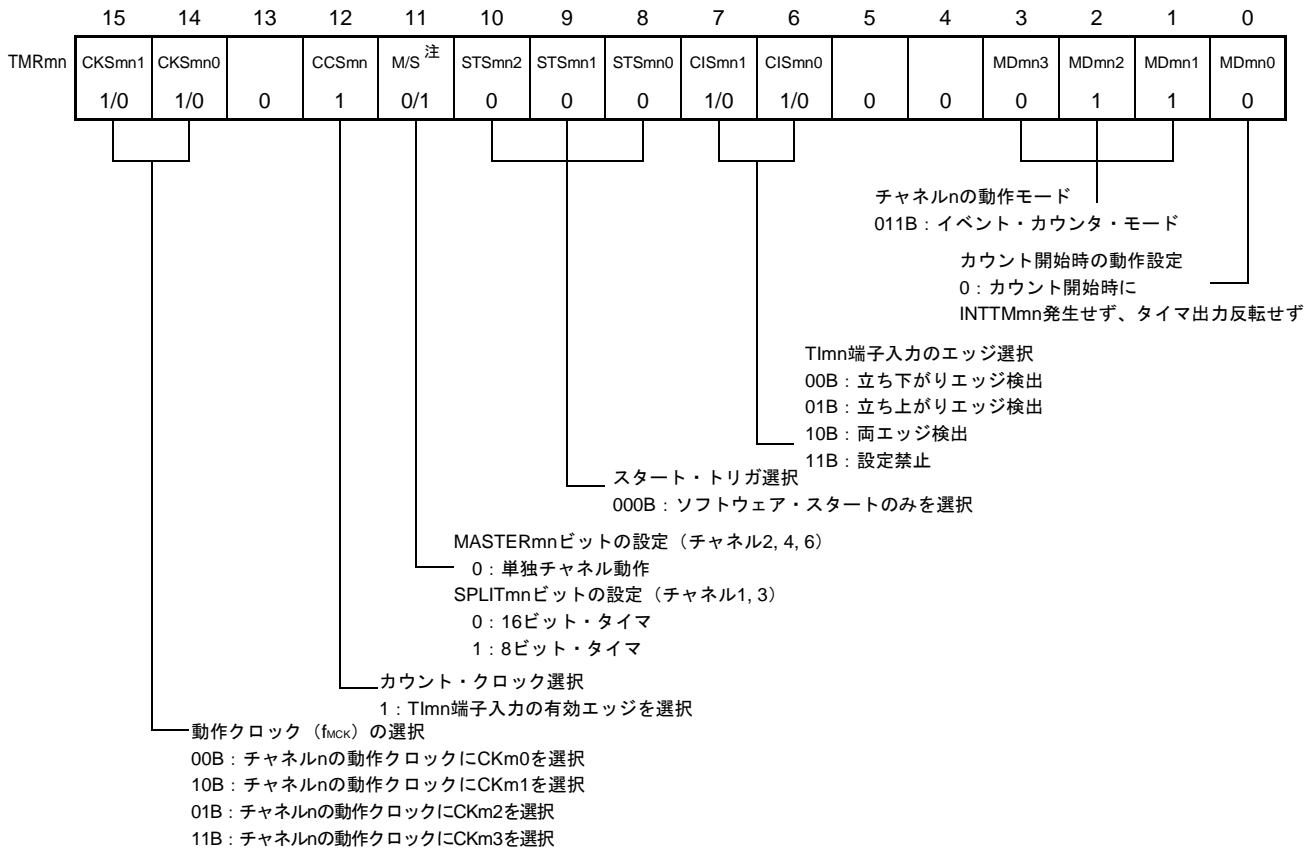 15 14 13 12 11 10 9 8 7 6 5 4 3 2 1 0
TMRmn CKSmn1 CKSmn0 CCSmn M/S 注 STSmn2 STSmn1 STSmn0 CISmn1 CISmn0 MDmn3 MDmn2 MDmn1 MDmn0
1/0 1/0 0 1 0/1 0 0 0 1/0 1/0 0 0 0 1 1 0
チャネルnの動作モード
011B:イベント・カウンタ・モード
カウント開始時の動作設定
0:カウント開始時に
INTTMmn発生せず、タイマ出力反転せず
TImn端子入力のエッジ選択
00B:立ち下がりエッジ検出
01B:立ち上がりエッジ検出
10B:両エッジ検出
11B:設定禁止
スタート・トリガ選択
000B:ソフトウェア・スタートのみを選択
MASTERmnビットの設定(チャネル2, 4, 6)
0:単独チャネル動作
SPLITmnビットの設定(チャネル1, 3)
0:16ビット・タイマ
1:8ビット・タイマ
カウント・クロック選択
1:TImn端子入力の有効エッジを選択
動作クロック(fMCK)の選択
00B:チャネルnの動作クロックにCKm0を選択
10B:チャネルnの動作クロックにCKm1を選択
01B:チャネルnの動作クロックにCKm2を選択
11B:チャネルnの動作クロックにCKm3を選択